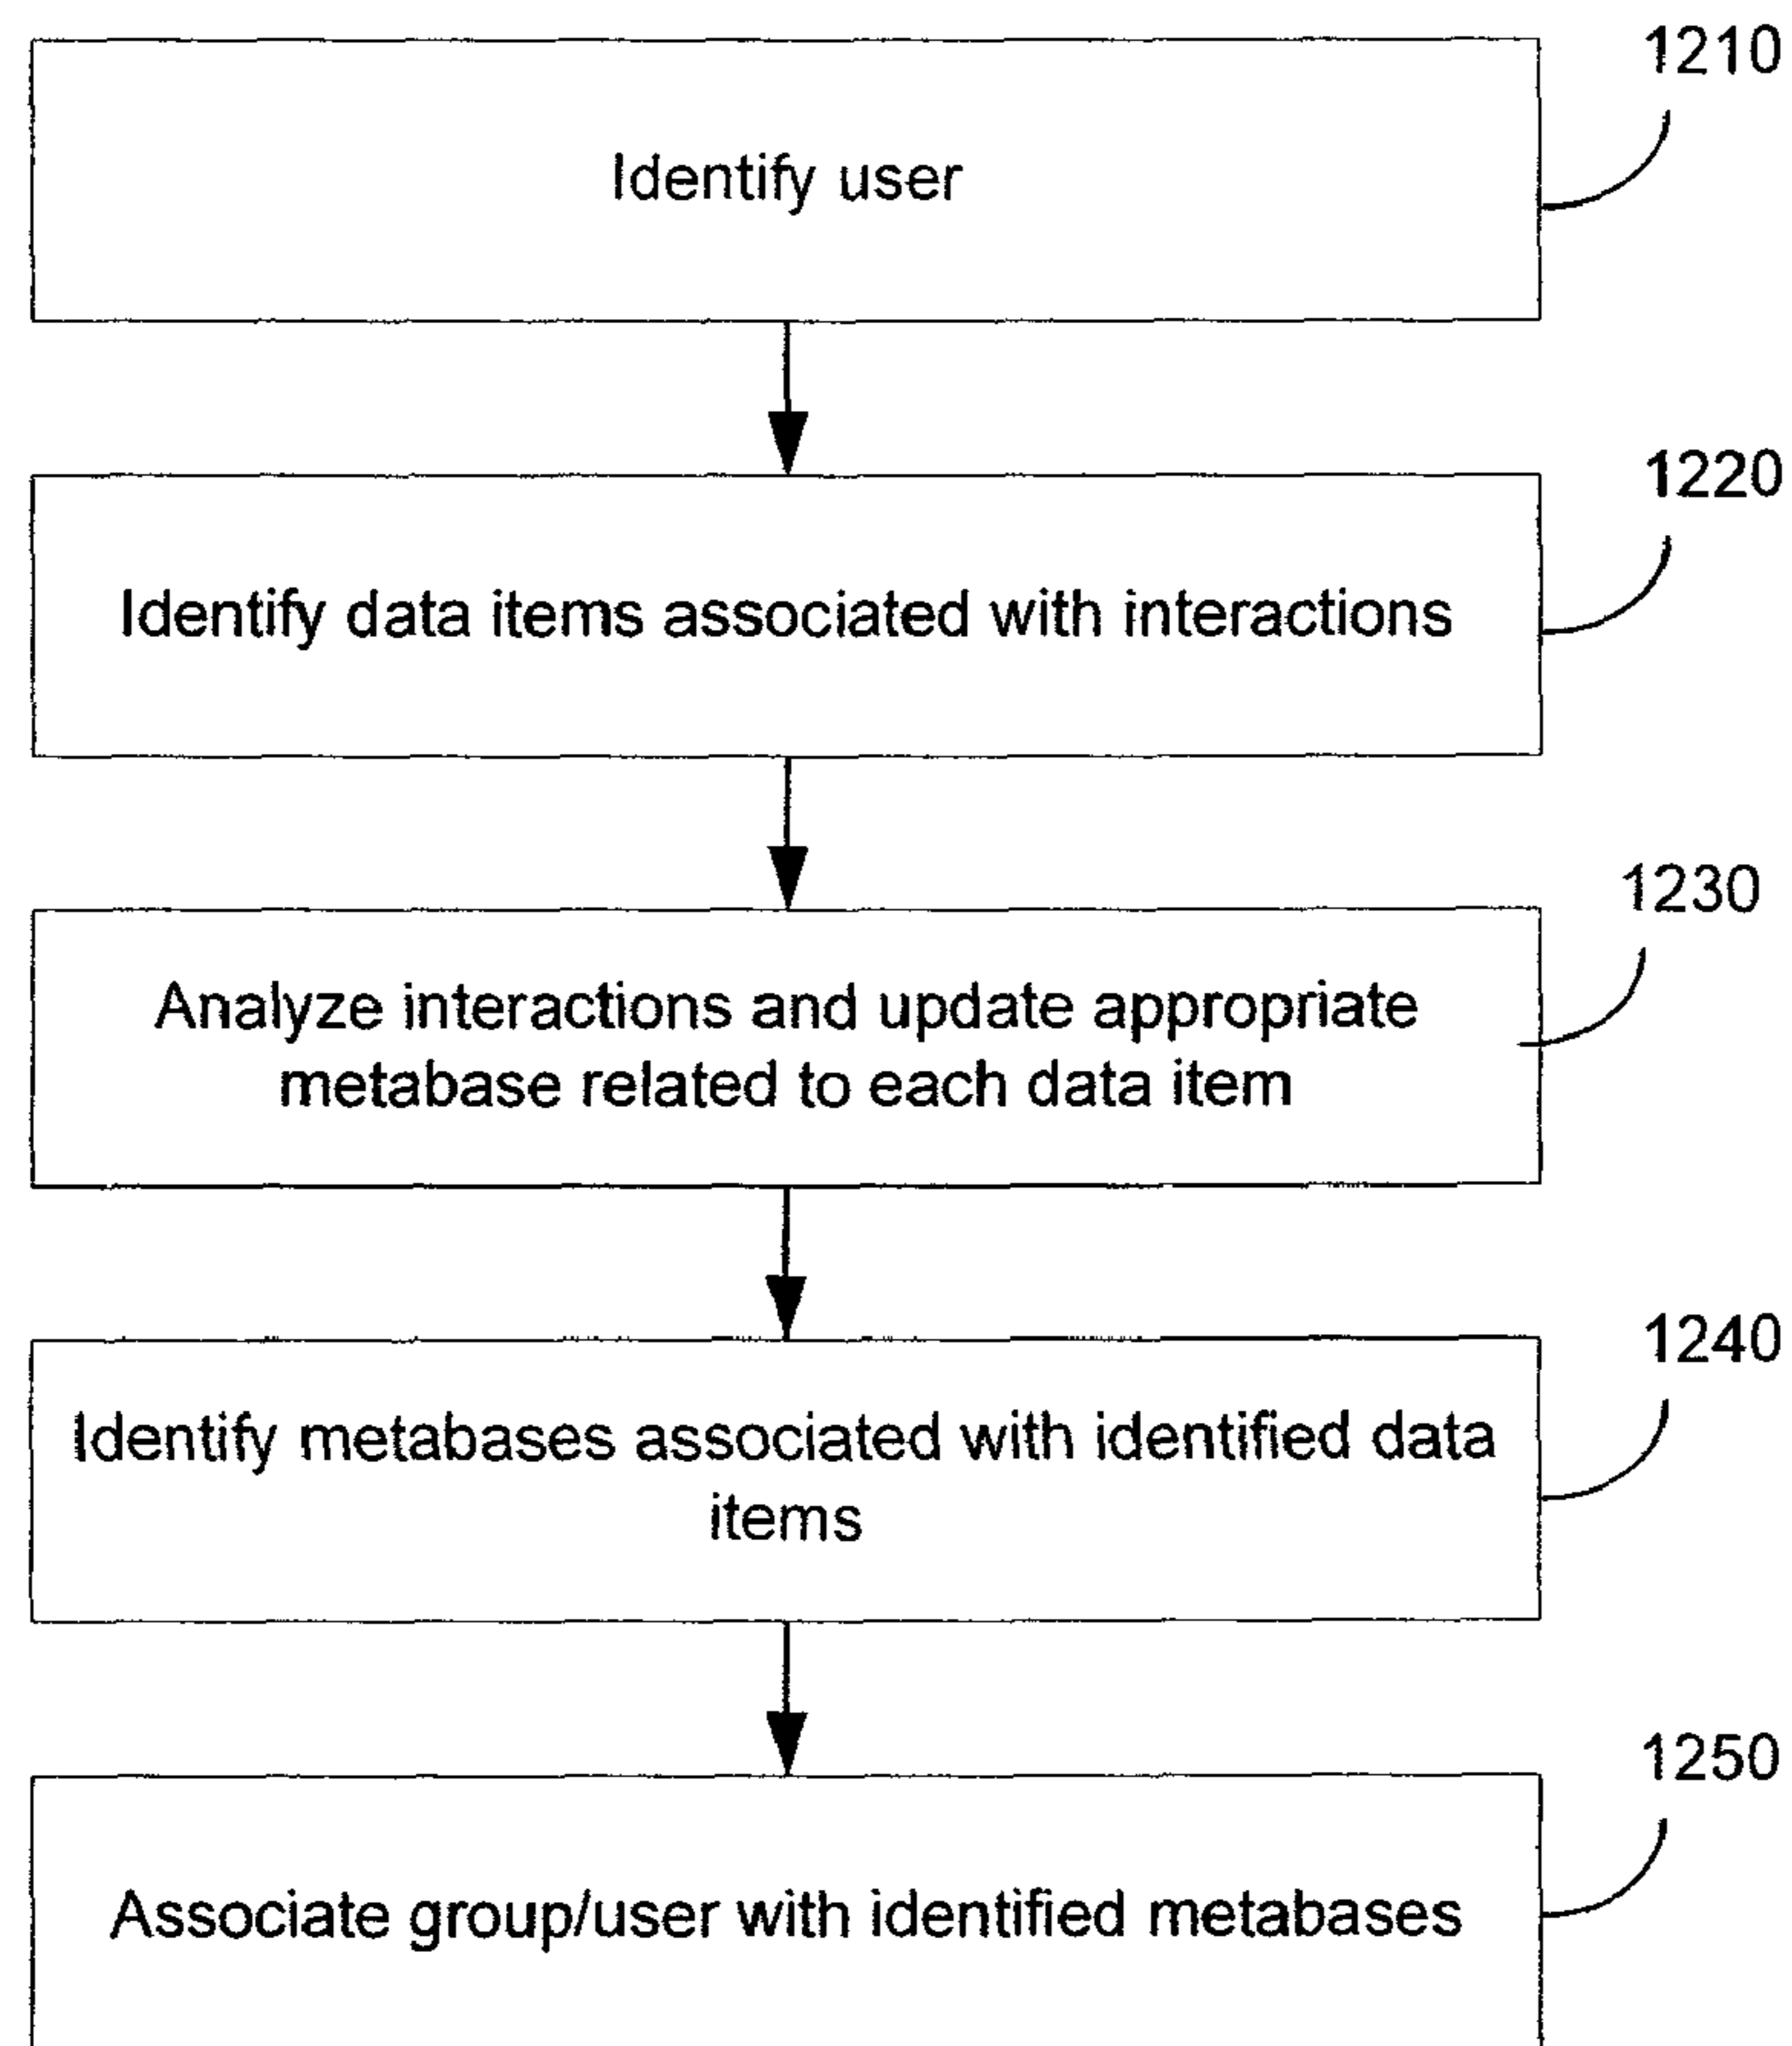 1210
Identify user
1220
Identify data items associated with interactions
1230
Analyze interactions and update appropriate
metabase related to each data item
1240
Identify metabases associated with identified data
items
1250
Associate group/user with identified metabases